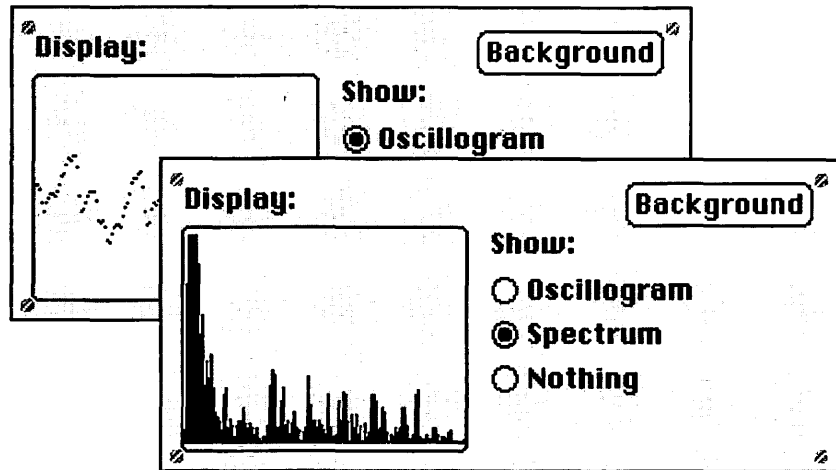 Display:
Background
Show:
Oscillogram
Display:
Background
Show:
Oscillogram
Spectrum
Nothing